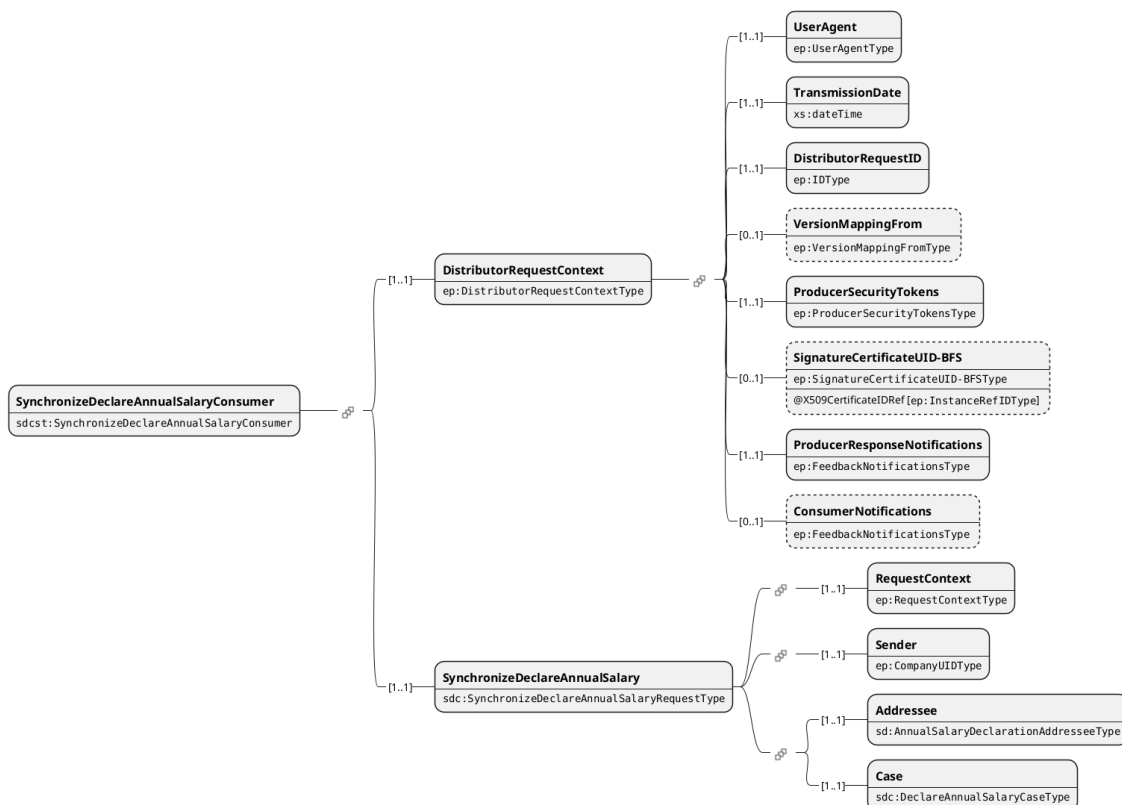 [1..1]
UserAgent
ep:UserAgentType
[1..1]
TransmissionDate
xs:dateTime
[1..1]
DistributorRequestID
ep:IDType
[0..1]
VersionMappingFrom
ep:VersionMappingFromType
[1..1]
DistributorRequestContext
ep:DistributorRequestContextType
[1..1]
ProducerSecurityTokens
ep:ProducerSecurityTokensType
[0..1]
SignatureCertificateUID-BFS
ep:SignatureCertificateUID-BFSType
@X509CertificateIDRef [ep:InstanceRefIDType]
SynchronizeDeclareAnnualSalaryConsumer
sdcst:SynchronizeDeclareAnnualSalaryConsumer
[1..1]
ProducerResponseNotifications
ep:FeedbackNotificationsType
[0..1]
ConsumerNotifications
ep:FeedbackNotificationsType
[1..1]
RequestContext
ep:RequestContextType
[1..1]
Sender
ep:CompanyUIDType
[1..1]
SynchronizeDeclareAnnualSalary
sdc:SynchronizeDeclareAnnualSalaryRequestType
[1..1]
Addressee
sd:AnnualSalaryDeclarationAddresseeType
[1..1]
Case
sdc:DeclareAnnualSalaryCaseType